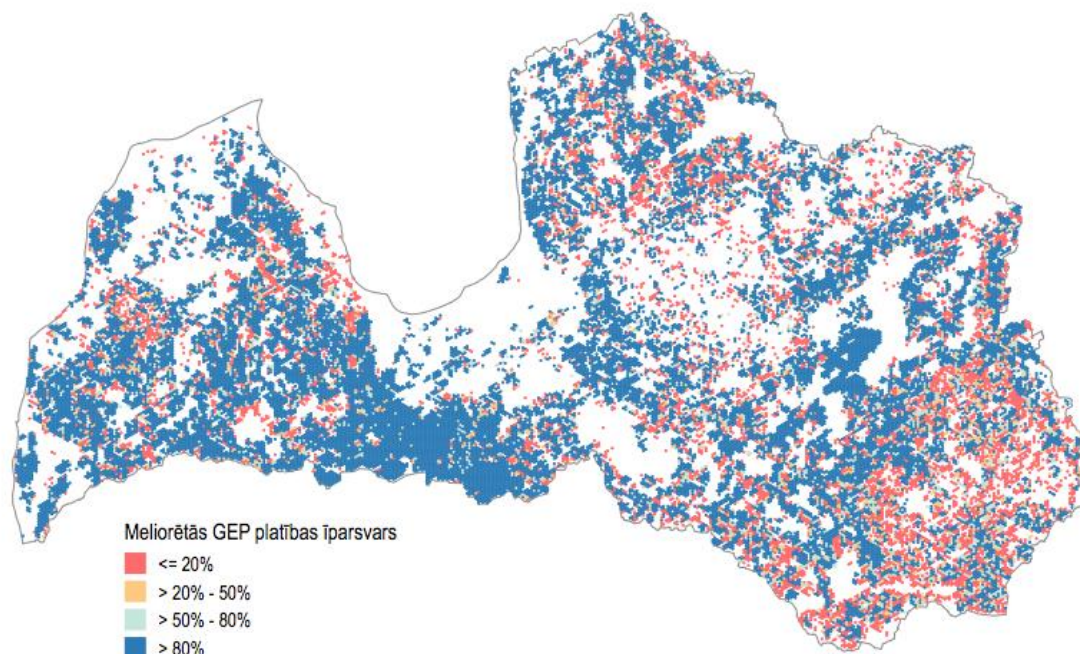 Meliorētās GEP platības īparsvars
<= 20%
> 20% - 50%
> 50% - 80%
> 80%